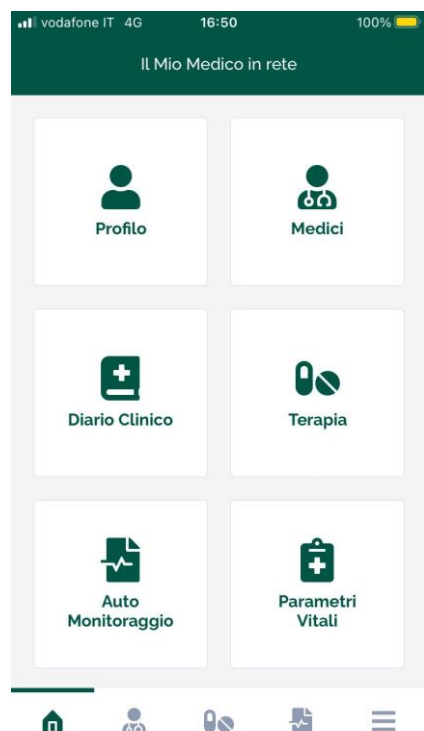 vodafone IT 4G 16:50 100%
Il Mio Medico in rete
Profilo
Medici
Diario Clinico
Terapia
Auto
Monitoraggio
Parametri
Vitali